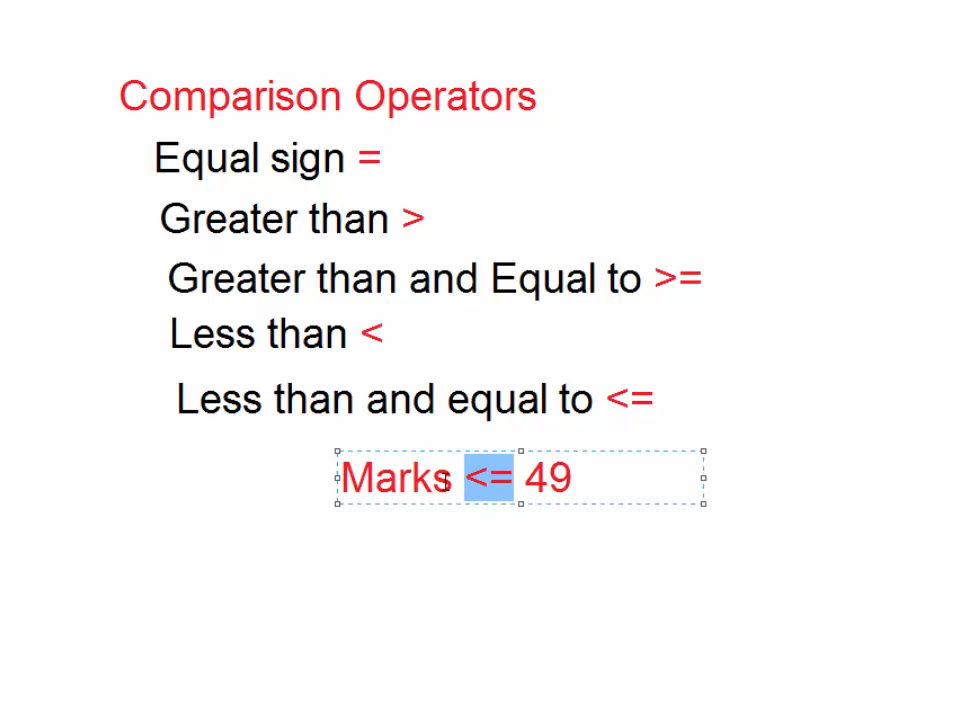 Comparison Operators
Equal sign =
Greater than >
Greater than and Equal to >=
Less than <
Less than and equal to <=
Marks <= 49